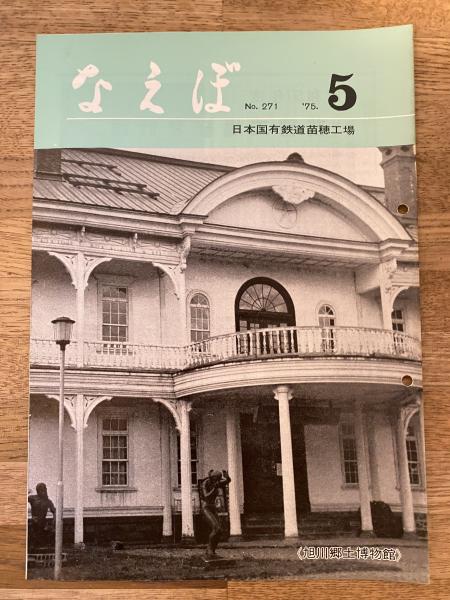 なえぼ No. 271 '75. 5
日本国有鉄道苗穂工場
《旭川郷土博物館》